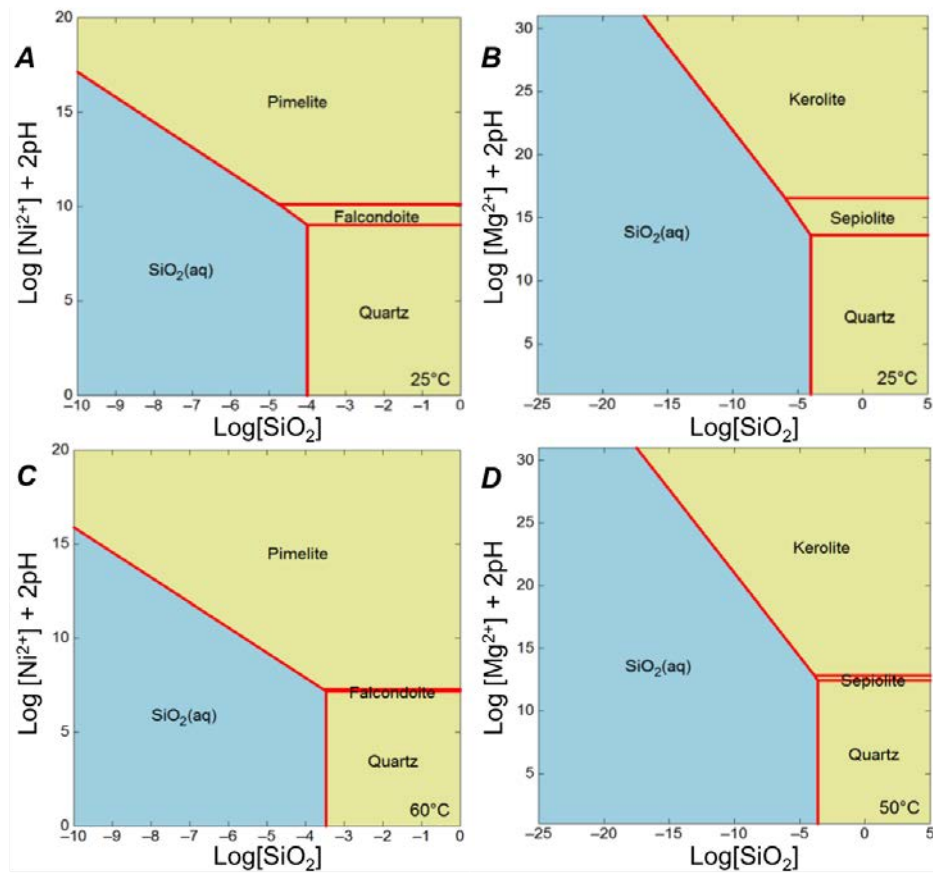 A
20
15
10
5
0
Log [Ni²⁺] + 2pH
Pimelite
Falcondoite
SiO₂(aq)
Quartz
25°C
–10 –9 –8 –7 –6 –5 –4 –3 –2 –1 0
Log[SiO₂]
B
30
25
20
15
10
5
Log [Mg²⁺] + 2pH
Kerolite
Sepiolite
SiO₂(aq)
Quartz
25°C
–25 –20 –15 –10 –5 0 5
Log[SiO₂]
C
20
15
10
5
0
Log [Ni²⁺] + 2pH
Pimelite
Falcondoite
SiO₂(aq)
Quartz
60°C
–10 –9 –8 –7 –6 –5 –4 –3 –2 –1 0
Log[SiO₂]
D
30
25
20
15
10
5
Log [Mg²⁺] + 2pH
Kerolite
SiO₂(aq)
Sepiolite
Quartz
50°C
–25 –20 –15 –10 –5 0 5
Log[SiO₂]